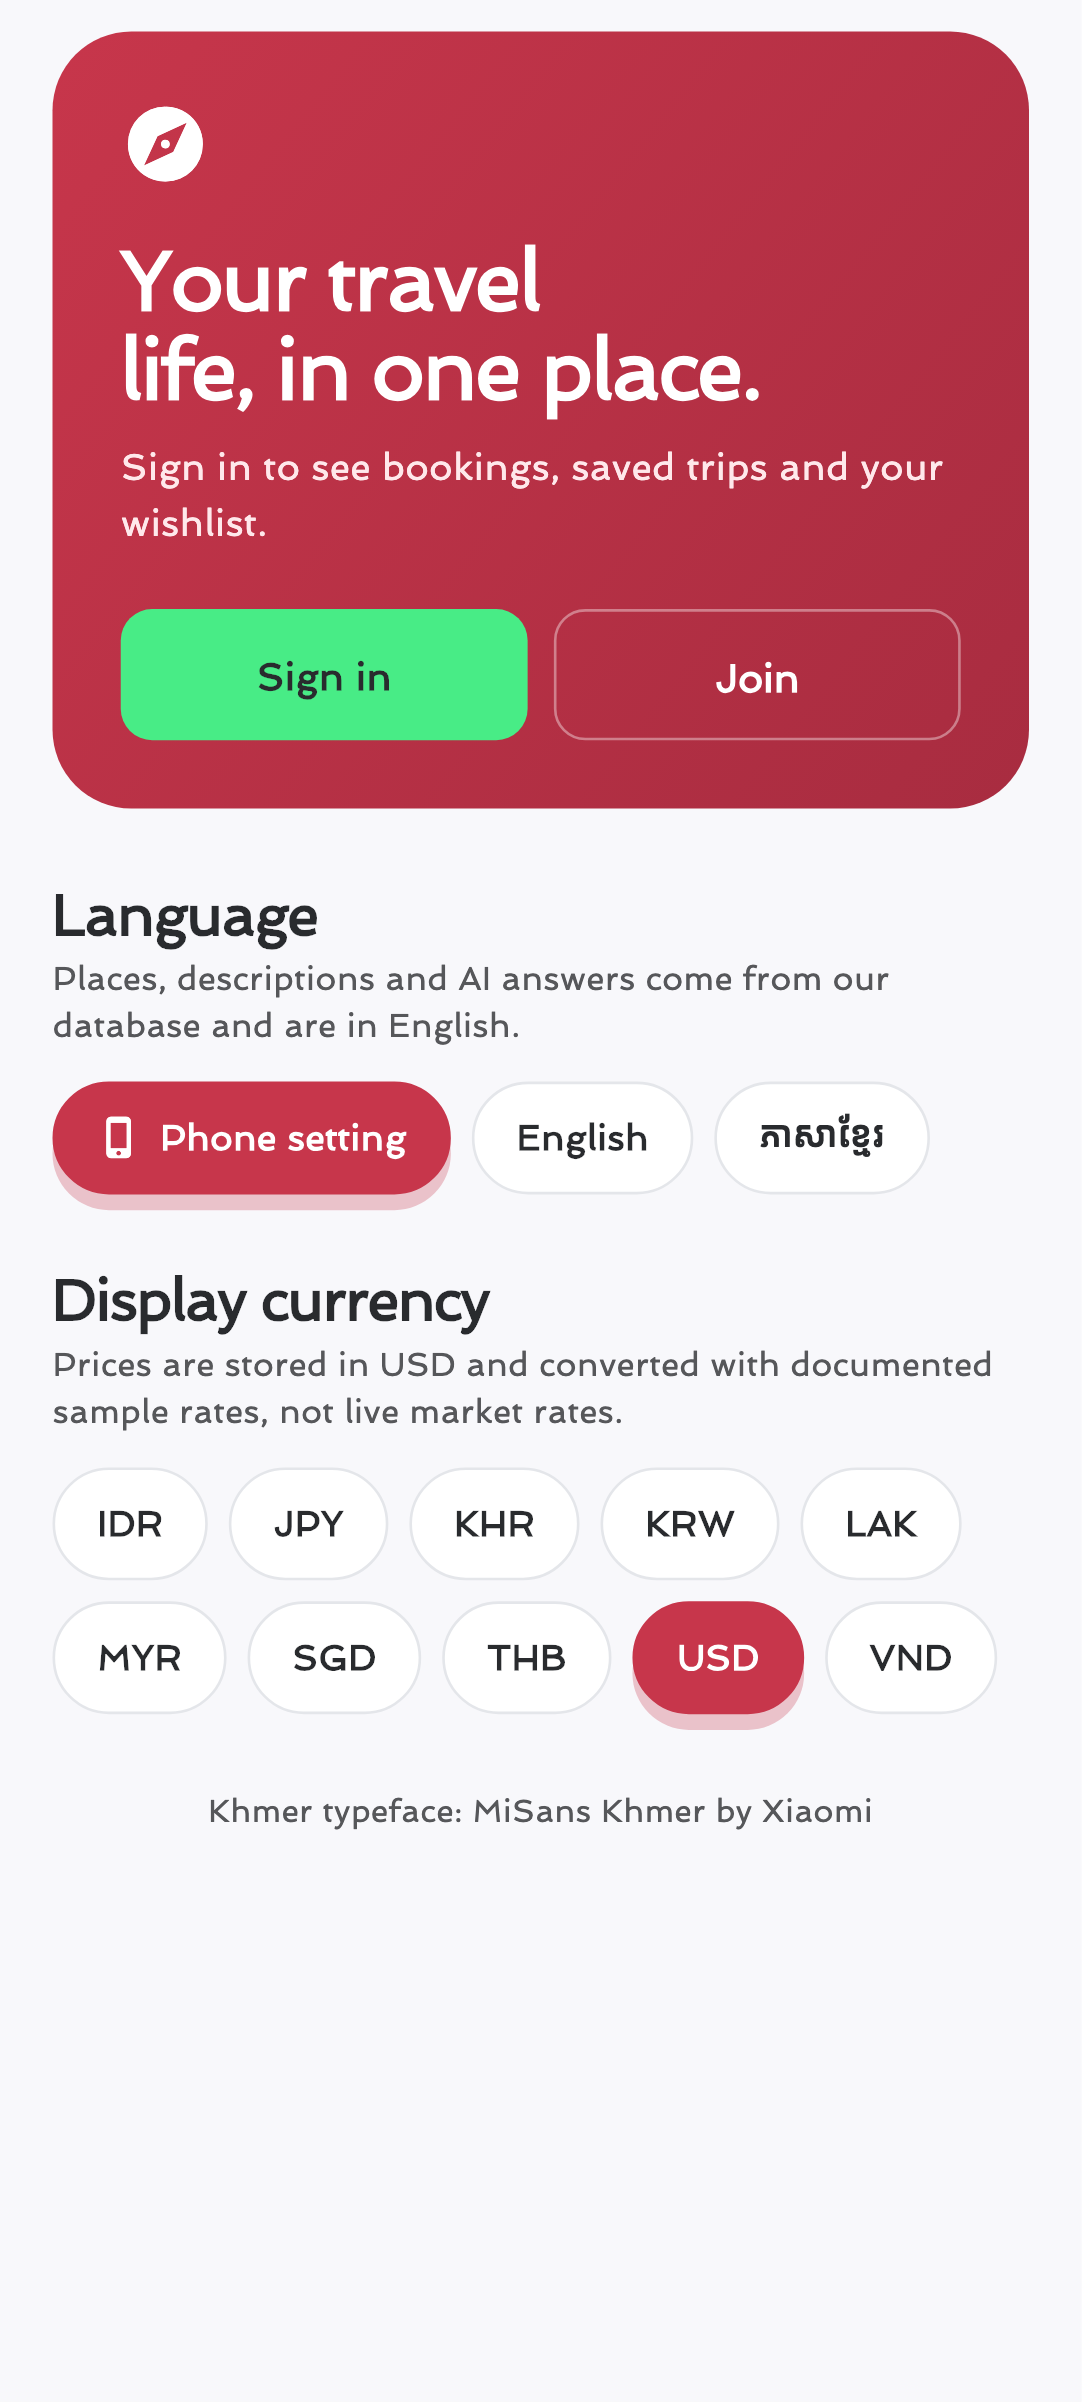 Your travel
life, in one place.
Sign in to see bookings, saved trips and your
wishlist.
Sign in
Join
Language
Places, descriptions and AI answers come from our
database and are in English.
Phone setting
English
ភាសាខ្មែរ
Display currency
Prices are stored in USD and converted with documented
sample rates, not live market rates.
IDR
JPY
KHR
KRW
LAK
MYR
SGD
THB
USD
VND
Khmer typeface: MiSans Khmer by Xiaomi